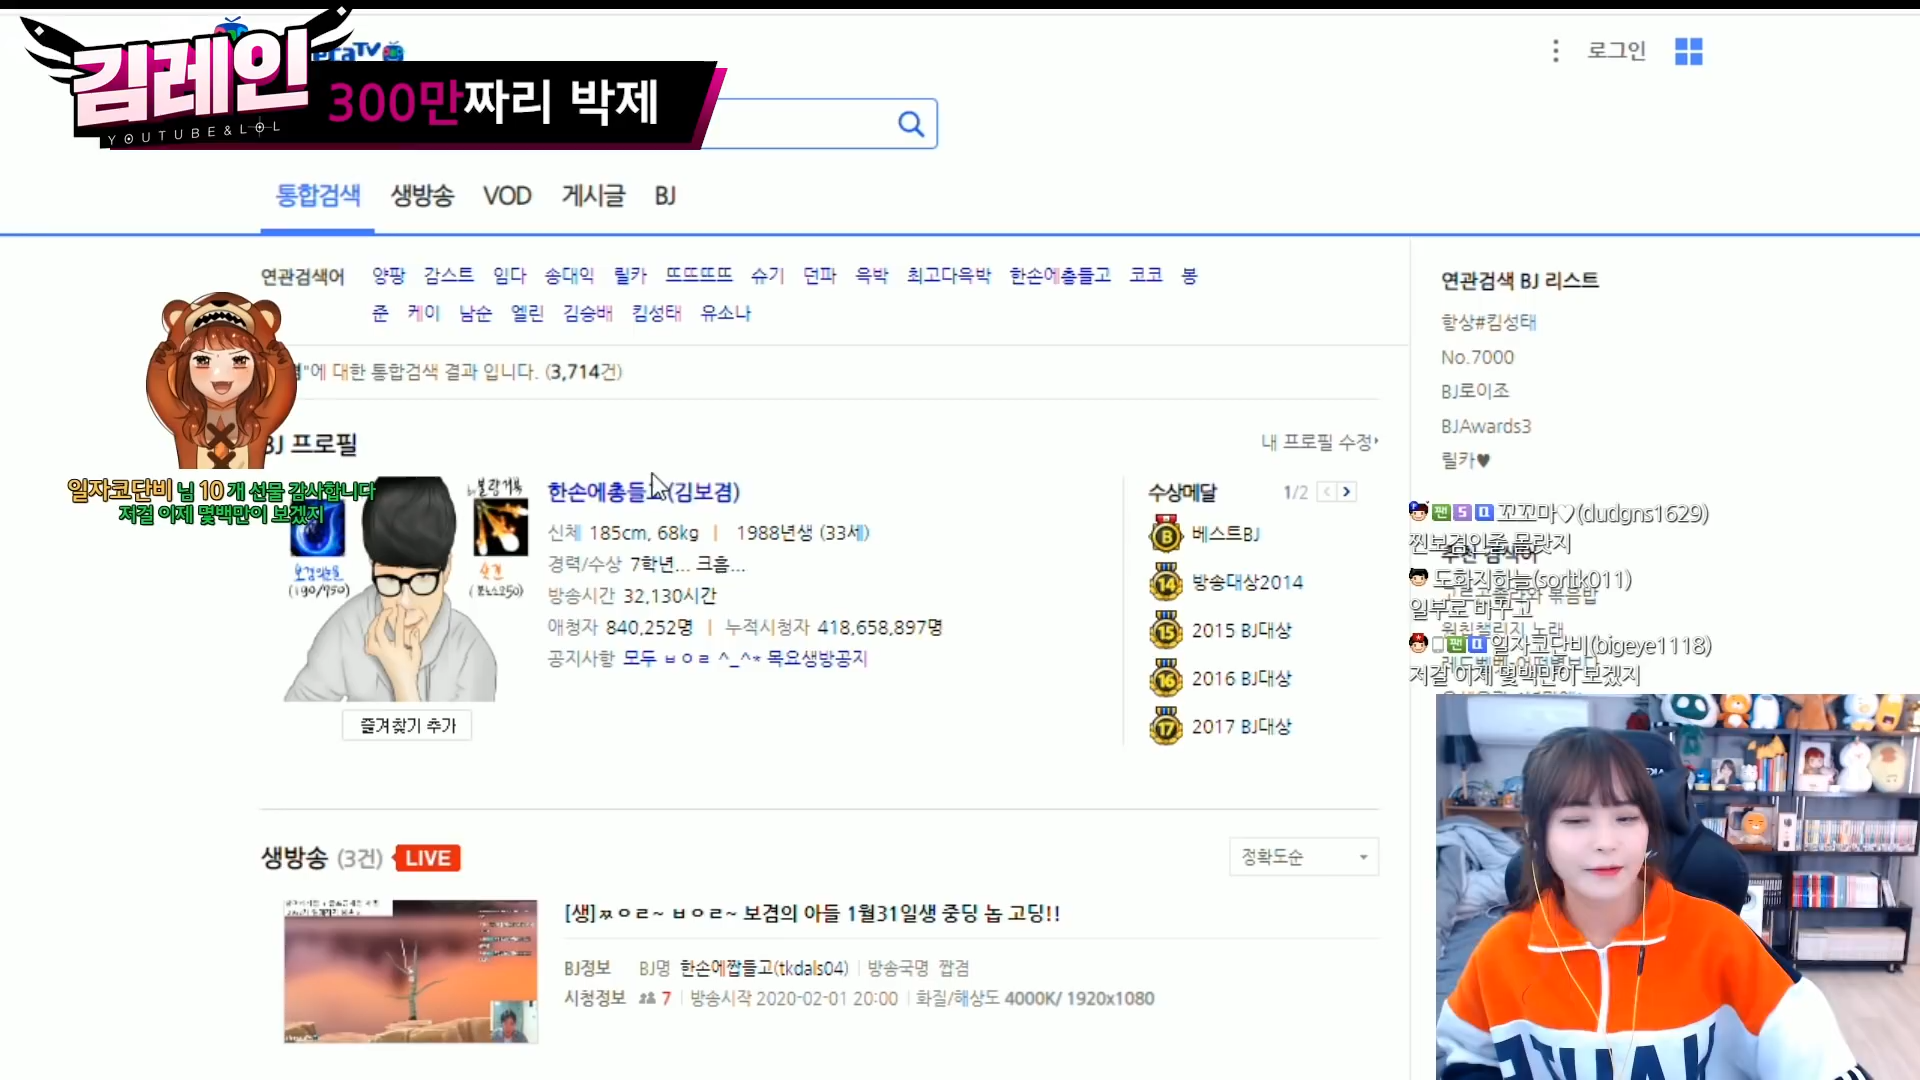 김레인
YOUTUBE&LOL
300만짜리 박제
로그인
통합검색 생방송 VOD 게시글 BJ
연관검색어 양팡 감스트 임다 송대익 릴카 뜨뜨뜨뜨 슈기 던파 윽박 최고다윽박 한손에총들고 코코 봉
준 케이 남순 엘린 김승배 킴성태 유소나
"에 대한 통합검색 결과 입니다. (3,714건)
BJ 프로필
내 프로필 수정
일자코단비 님 10 개 선물 감사합니다
저걸 이제 몇백만이 보겠지
(190/750)
한손에총들고(김보겸)
신체 185cm, 68kg | 1988년생 (33세)
경력/수상 7학년... 크흠...
방송시간 32,130시간
애청자 840,252명 | 누적시청자 418,658,897명
공지사항 모두 ㅂㅇㄹ ^_^* 목요생방공지
즐겨찾기 추가
수상메달 1/2
베스트BJ
방송대상2014
2015 BJ대상
2016 BJ대상
2017 BJ대상
생방송 (3건) LIVE
정확도순
[생]ㅉㅇㄹ~ ㅂㅇㄹ~ 보겸의 아들 1월31일생 중딩 놉 고딩!!
BJ정보 BJ명 한손에짭들고(tkdals04) | 방송국명 짭겸
시청정보 7 | 방송시작 2020-02-01 20:00 | 화질/해상도 4000K/ 1920x1080
연관검색 BJ 리스트
항상#킴성태
No.7000
BJ로이조
BJAwards3
릴카♥
꼬꼬마♡(dudgns1629)
찐보겸인줄 몰랏지
도화지하늘(sorltk011)
일부로 바꾸고
일자코단비(bigeye1118)
저걸 이제 몇백만이 보겠지